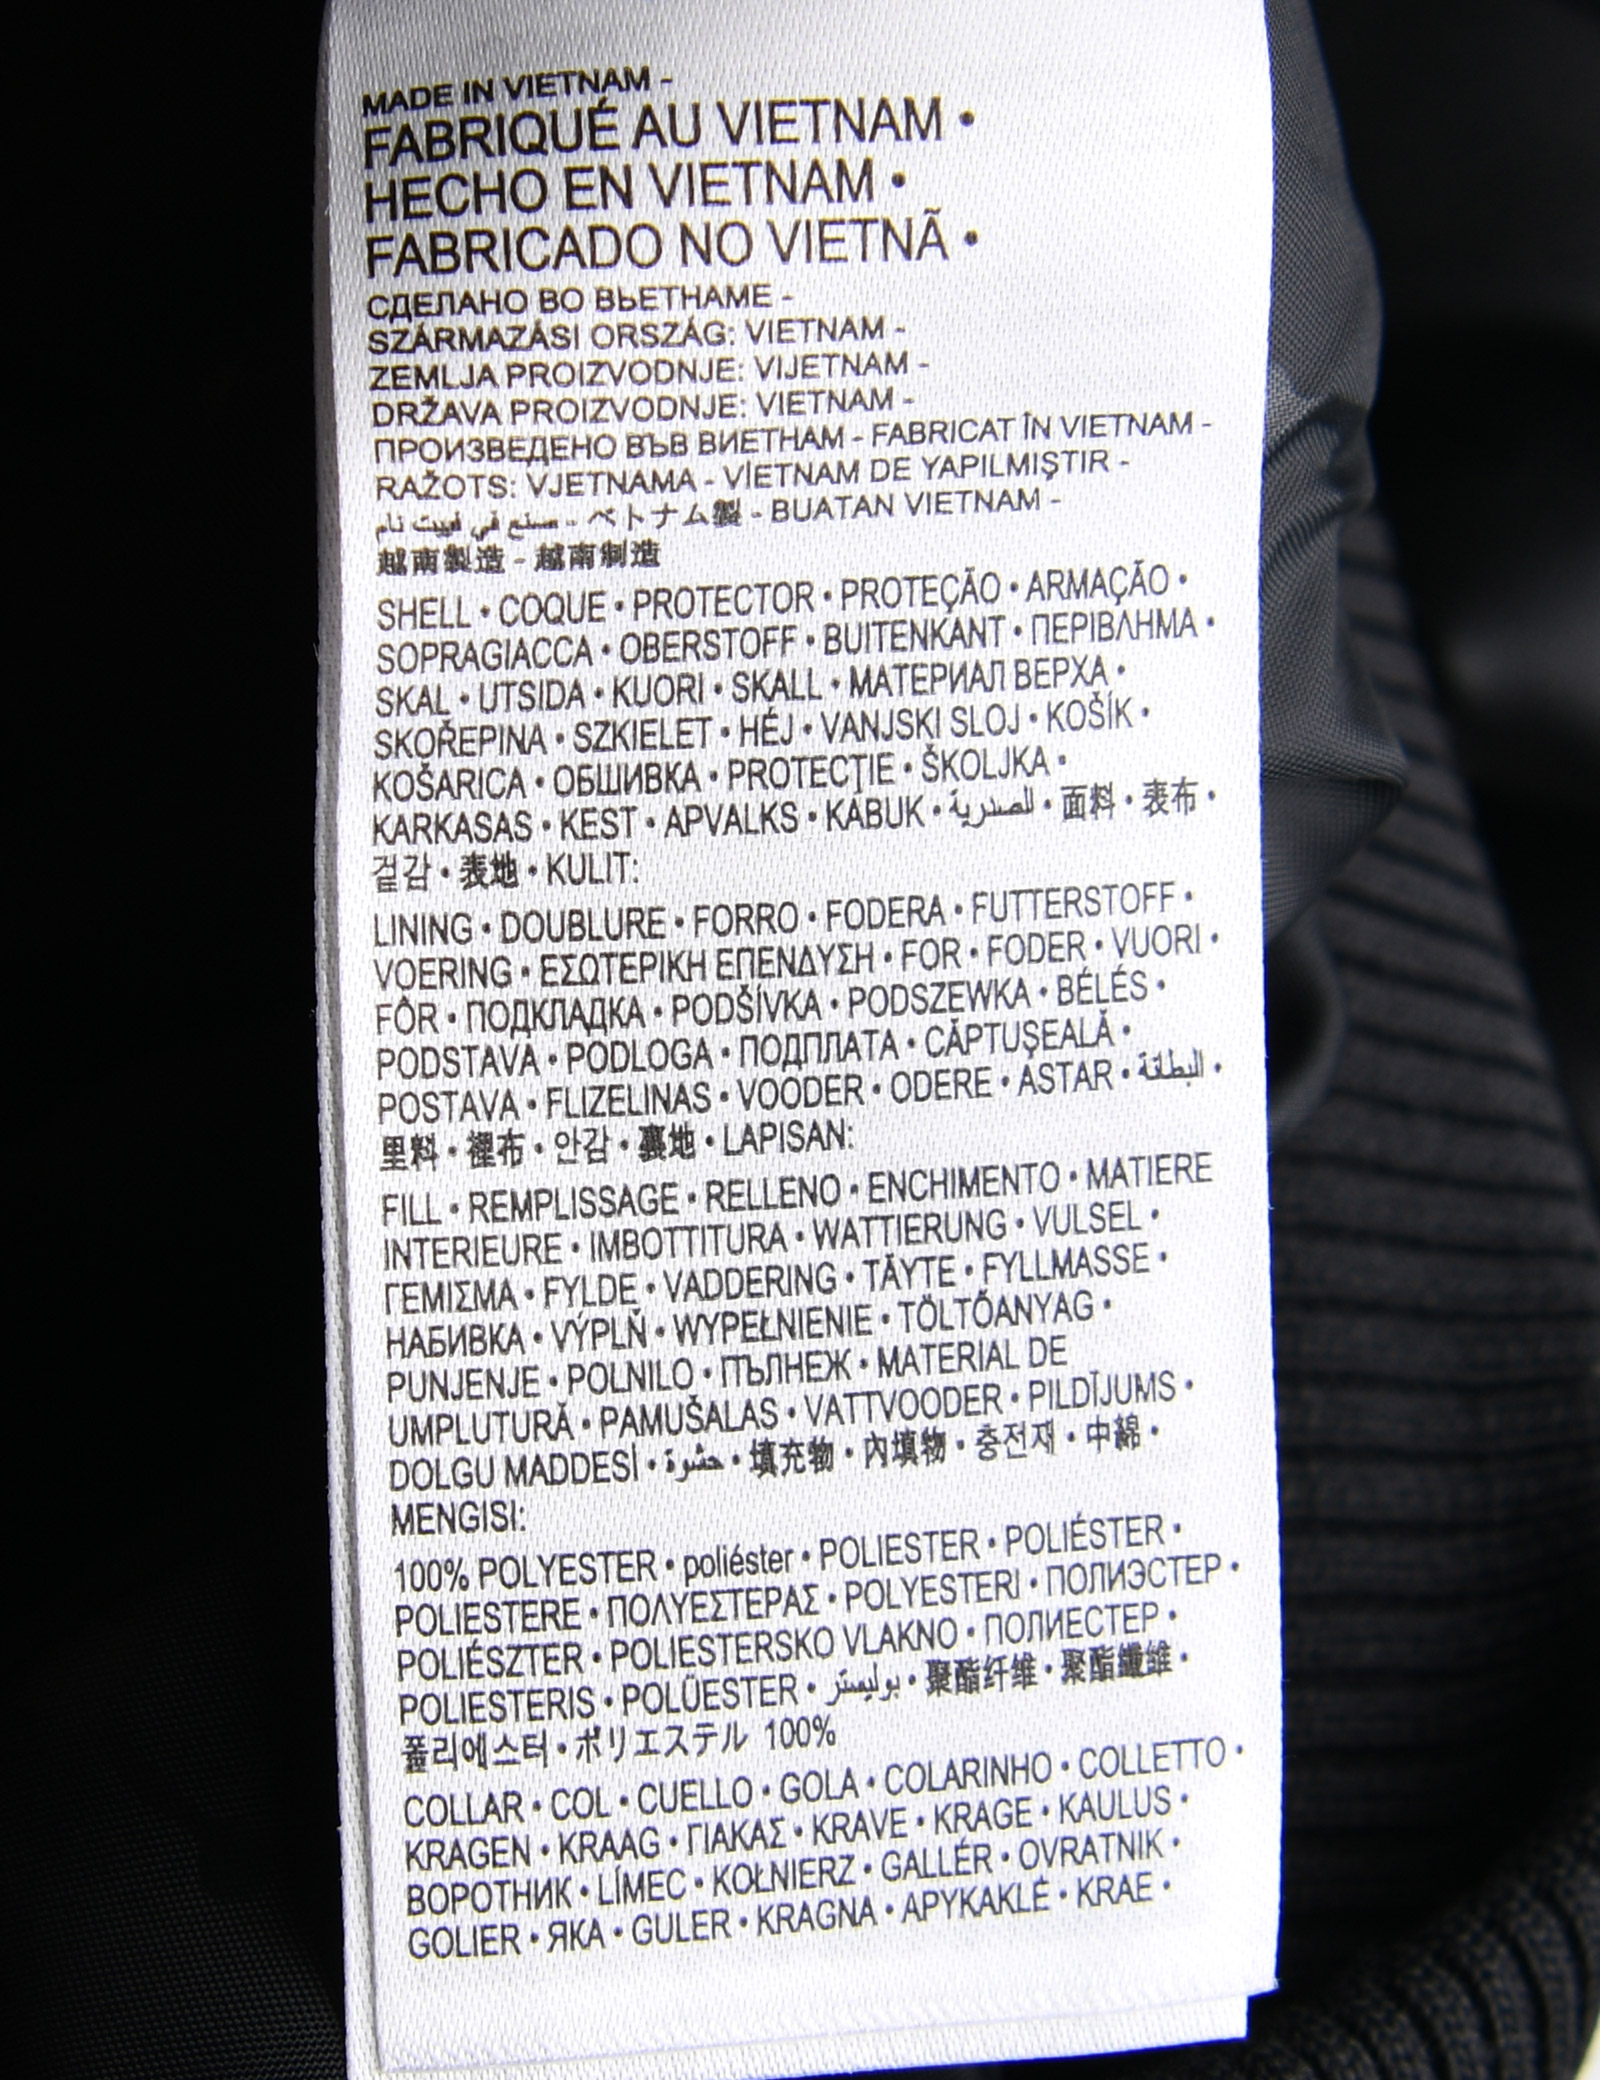 MADE IN VIETNAM -
FABRIQUÉ AU VIETNAM •
HECHO EN VIETNAM •
FABRICADO NO VIETNÃ •
СДЕЛАНО ВО ВЬЕТНАМЕ -
SZÁRMAZÁSI ORSZÁG: VIETNAM -
ZEMLJA PROIZVODNJE: VIJETNAM -
DRŽAVA PROIZVODNJE: VIETNAM -
ПРОИЗВЕДЕНО ВЪВ ВИЕТНАМ - FABRICAT ÎN VIETNAM -
RAŽOTS: VJETNAMA - VİETNAM DE YAPILMIŞTIR -
صنع في فييت نام - ベトナム製 - BUATAN VIETNAM -
越南製造 - 越南制造
SHELL • COQUE • PROTECTOR • PROTEÇÃO • ARMAÇÃO •
SOPRAGIACCA • OBERSTOFF • BUITENKANT • ΠΕΡΙΒΛΗΜΑ •
SKAL • UTSIDA • KUORI • SKALL • МАТЕРИАЛ ВЕРХА •
SKOŘEPINA • SZKIELET • HÉJ • VANJSKI SLOJ • KOŠÍK •
KOŠARICA • ОБШИВКА • PROTECŢIE • ŠKOLJKA •
KARKASAS • KEST • APVALKS • KABUK • الصدرية • 面料 • 表布 •
겉감 • 表地 • KULIT:
LINING • DOUBLURE • FORRO • FODERA • FUTTERSTOFF •
VOERING • ΕΣΩΤΕΡΙΚΗ ΕΠΕΝΔΥΣΗ • FOR • FODER • VUORI •
FÔR • ПОДКЛАДКА • PODŠÍVKA • PODSZEWKA • BÉLÉS •
PODSTAVA • PODLOGA • ПОДПЛАТА • CĂPTUŞEALĂ •
POSTAVA • FLIZELINAS • VOODER • ODERE • ASTAR • البطانة •
里料 • 裡布 • 안감 • 裏地 • LAPISAN:
FILL • REMPLISSAGE • RELLENO • ENCHIMENTO • MATIERE
INTERIEURE • IMBOTTITURA • WATTIERUNG • VULSEL •
ΓΕΜΙΣΜΑ • FYLDE • VADDERING • TÄYTE • FYLLMASSE •
НАБИВКА • VÝPLŇ • WYPEŁNIENIE • TÖLTŐANYAG •
PUNJENJE • POLNILO • ПЪЛНЕЖ • MATERIAL DE
UMPLUTURĂ • PAMUŠALAS • VATTVOODER • PILDĪJUMS •
DOLGU MADDESİ • حشوة • 填充物 • 內填物 • 충전재 • 中綿 •
MENGISI:
100% POLYESTER • poliéster • POLIESTER • POLIÉSTER •
POLIESTERE • ΠΟΛΥΕΣΤΕΡΑΣ • POLYESTERI • ПОЛИЭСТЕР •
POLIÉSZTER • POLIESTERSKO VLAKNO • ПОЛИЕСТЕР •
POLIESTERIS • POLÜESTER • بوليستر • 聚酯纤维 • 聚酯纖維 •
폴리에스터 • ポリエステル 100%
COLLAR • COL • CUELLO • GOLA • COLARINHO • COLLETTO •
KRAGEN • KRAAG • ΓΙΑΚΑΣ • KRAVE • KRAGE • KAULUS •
ВОРОТНИК • LÍMEC • KOŁNIERZ • GALLÉR • OVRATNIK •
GOLIER • ЯКА • GULER • KRAGNA • APYKAKLĖ • KRAE •